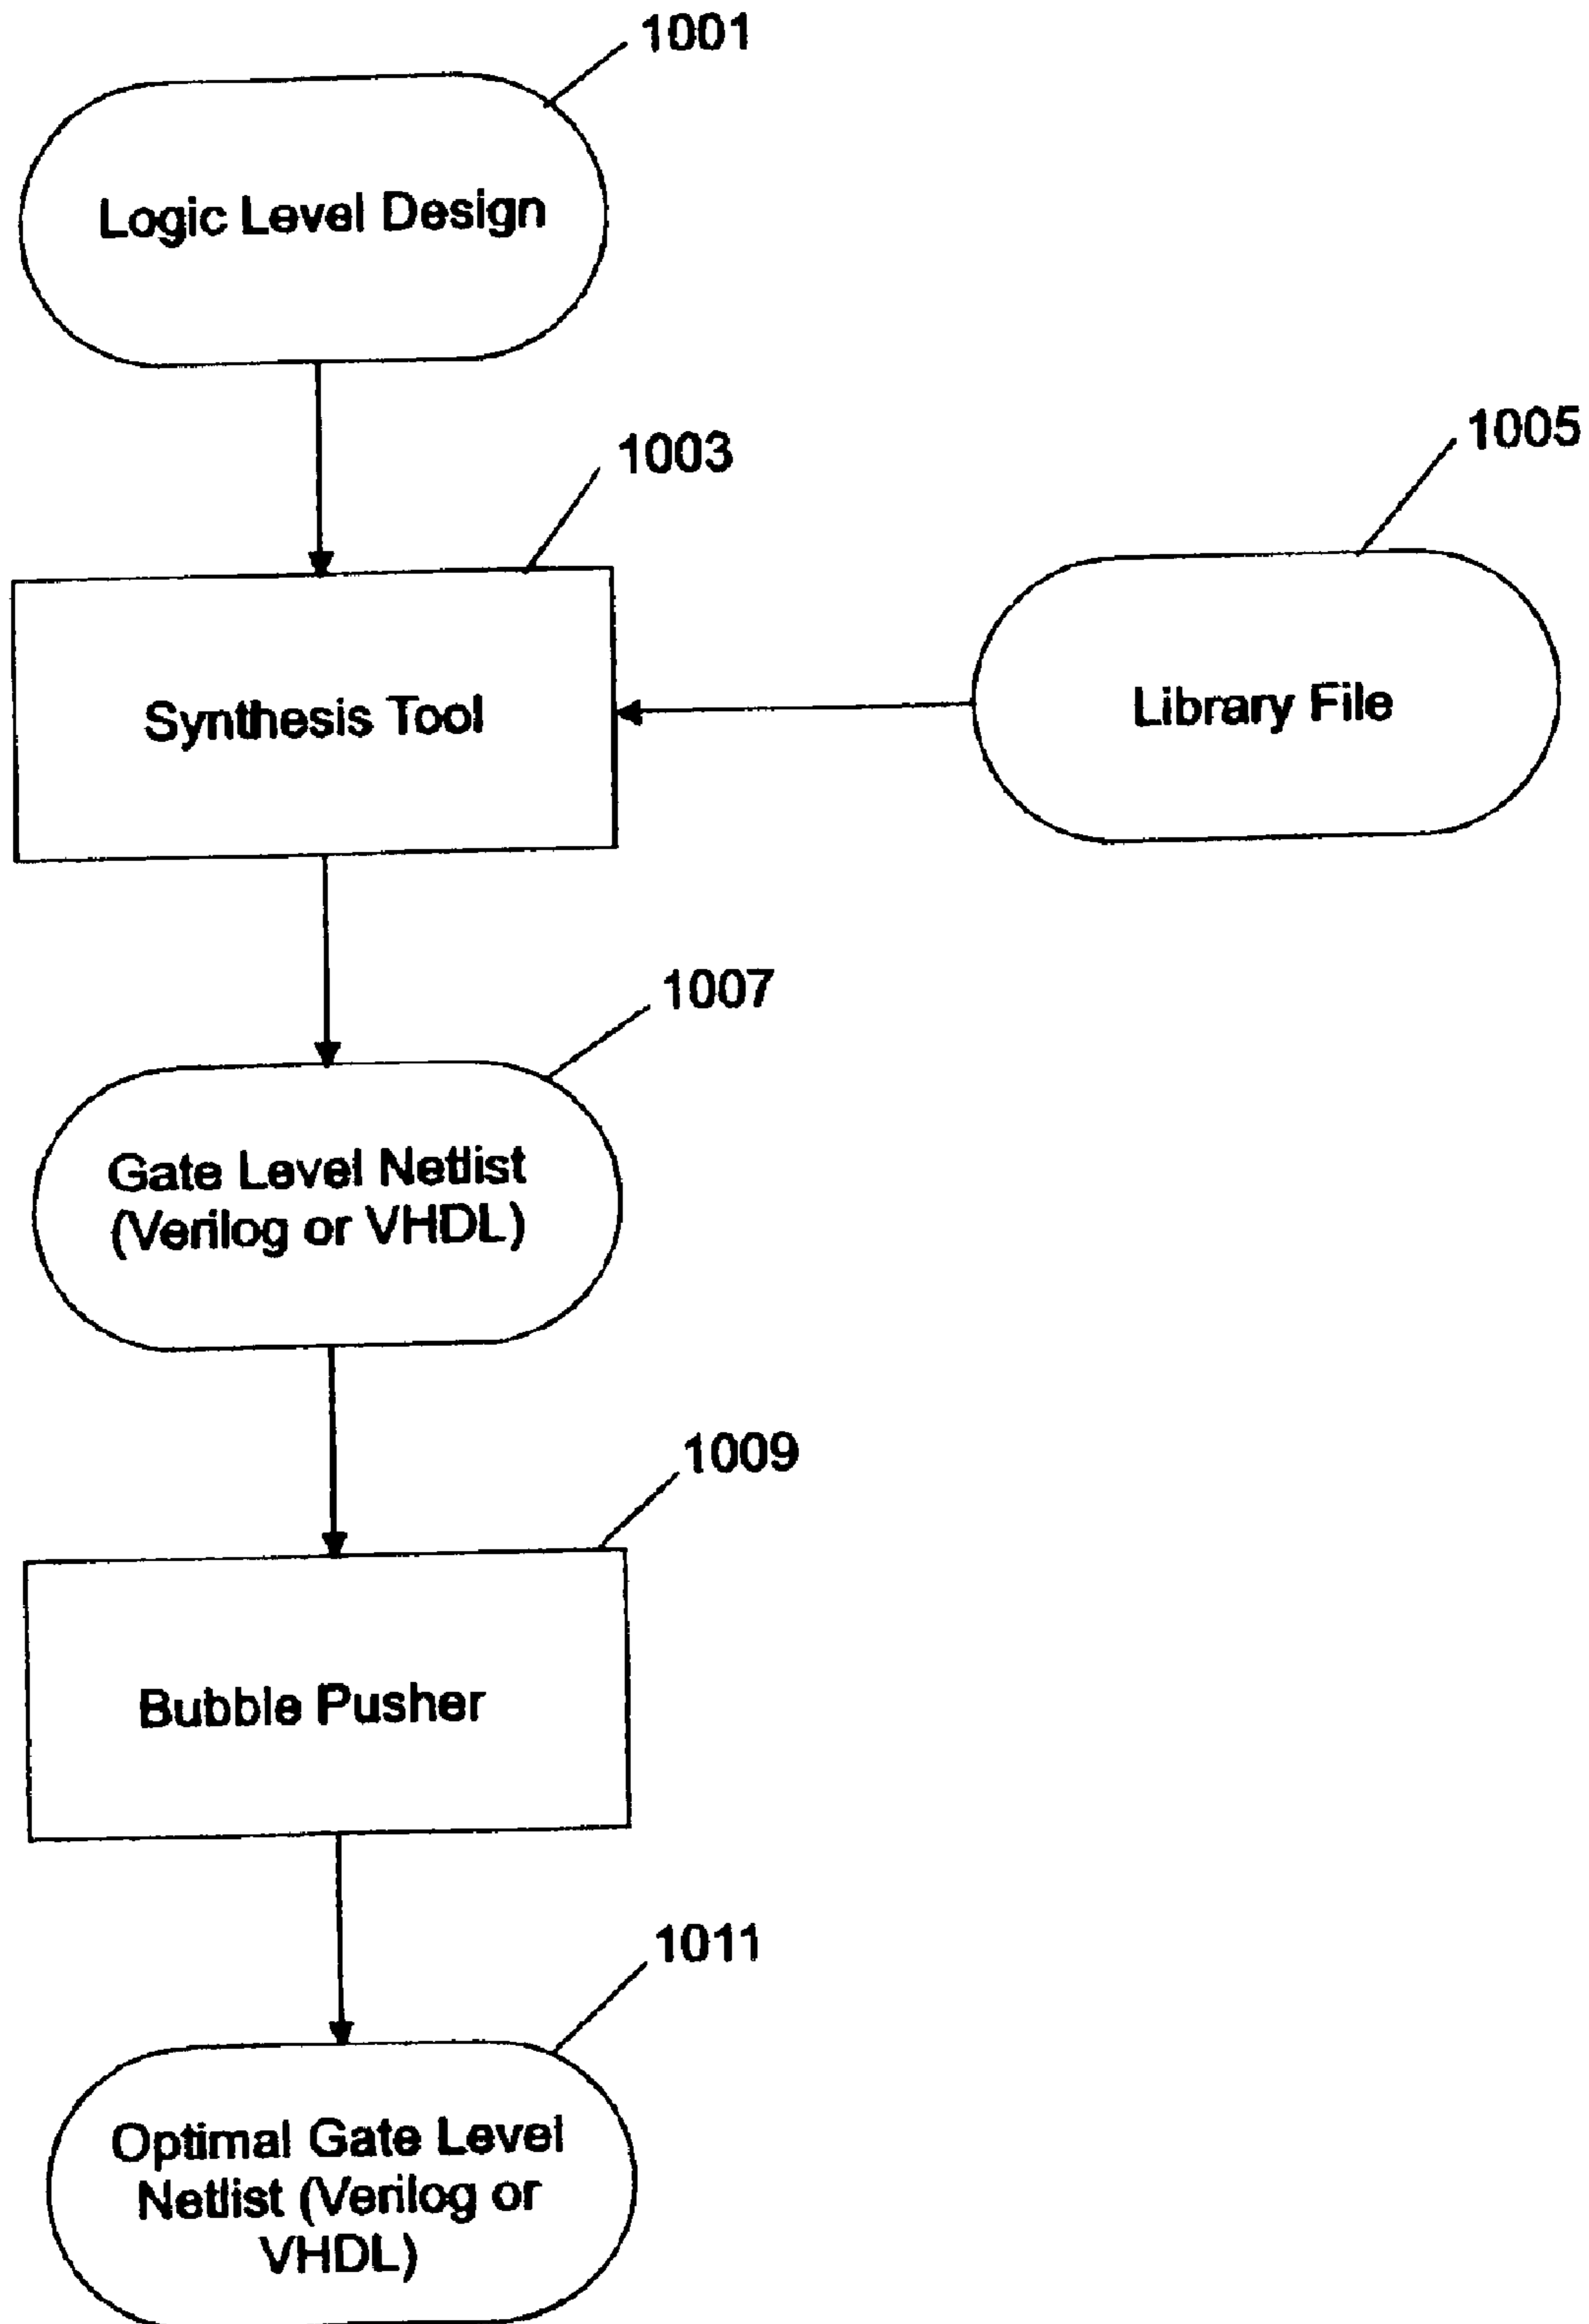 1001
Logic Level Design
1003
1005
Synthesis Tool
Library File
1007
Gate Level Netlist
(Verilog or VHDL)
1009
Bubble Pusher
1011
Optimal Gate Level
Netlist (Verilog or
VHDL)